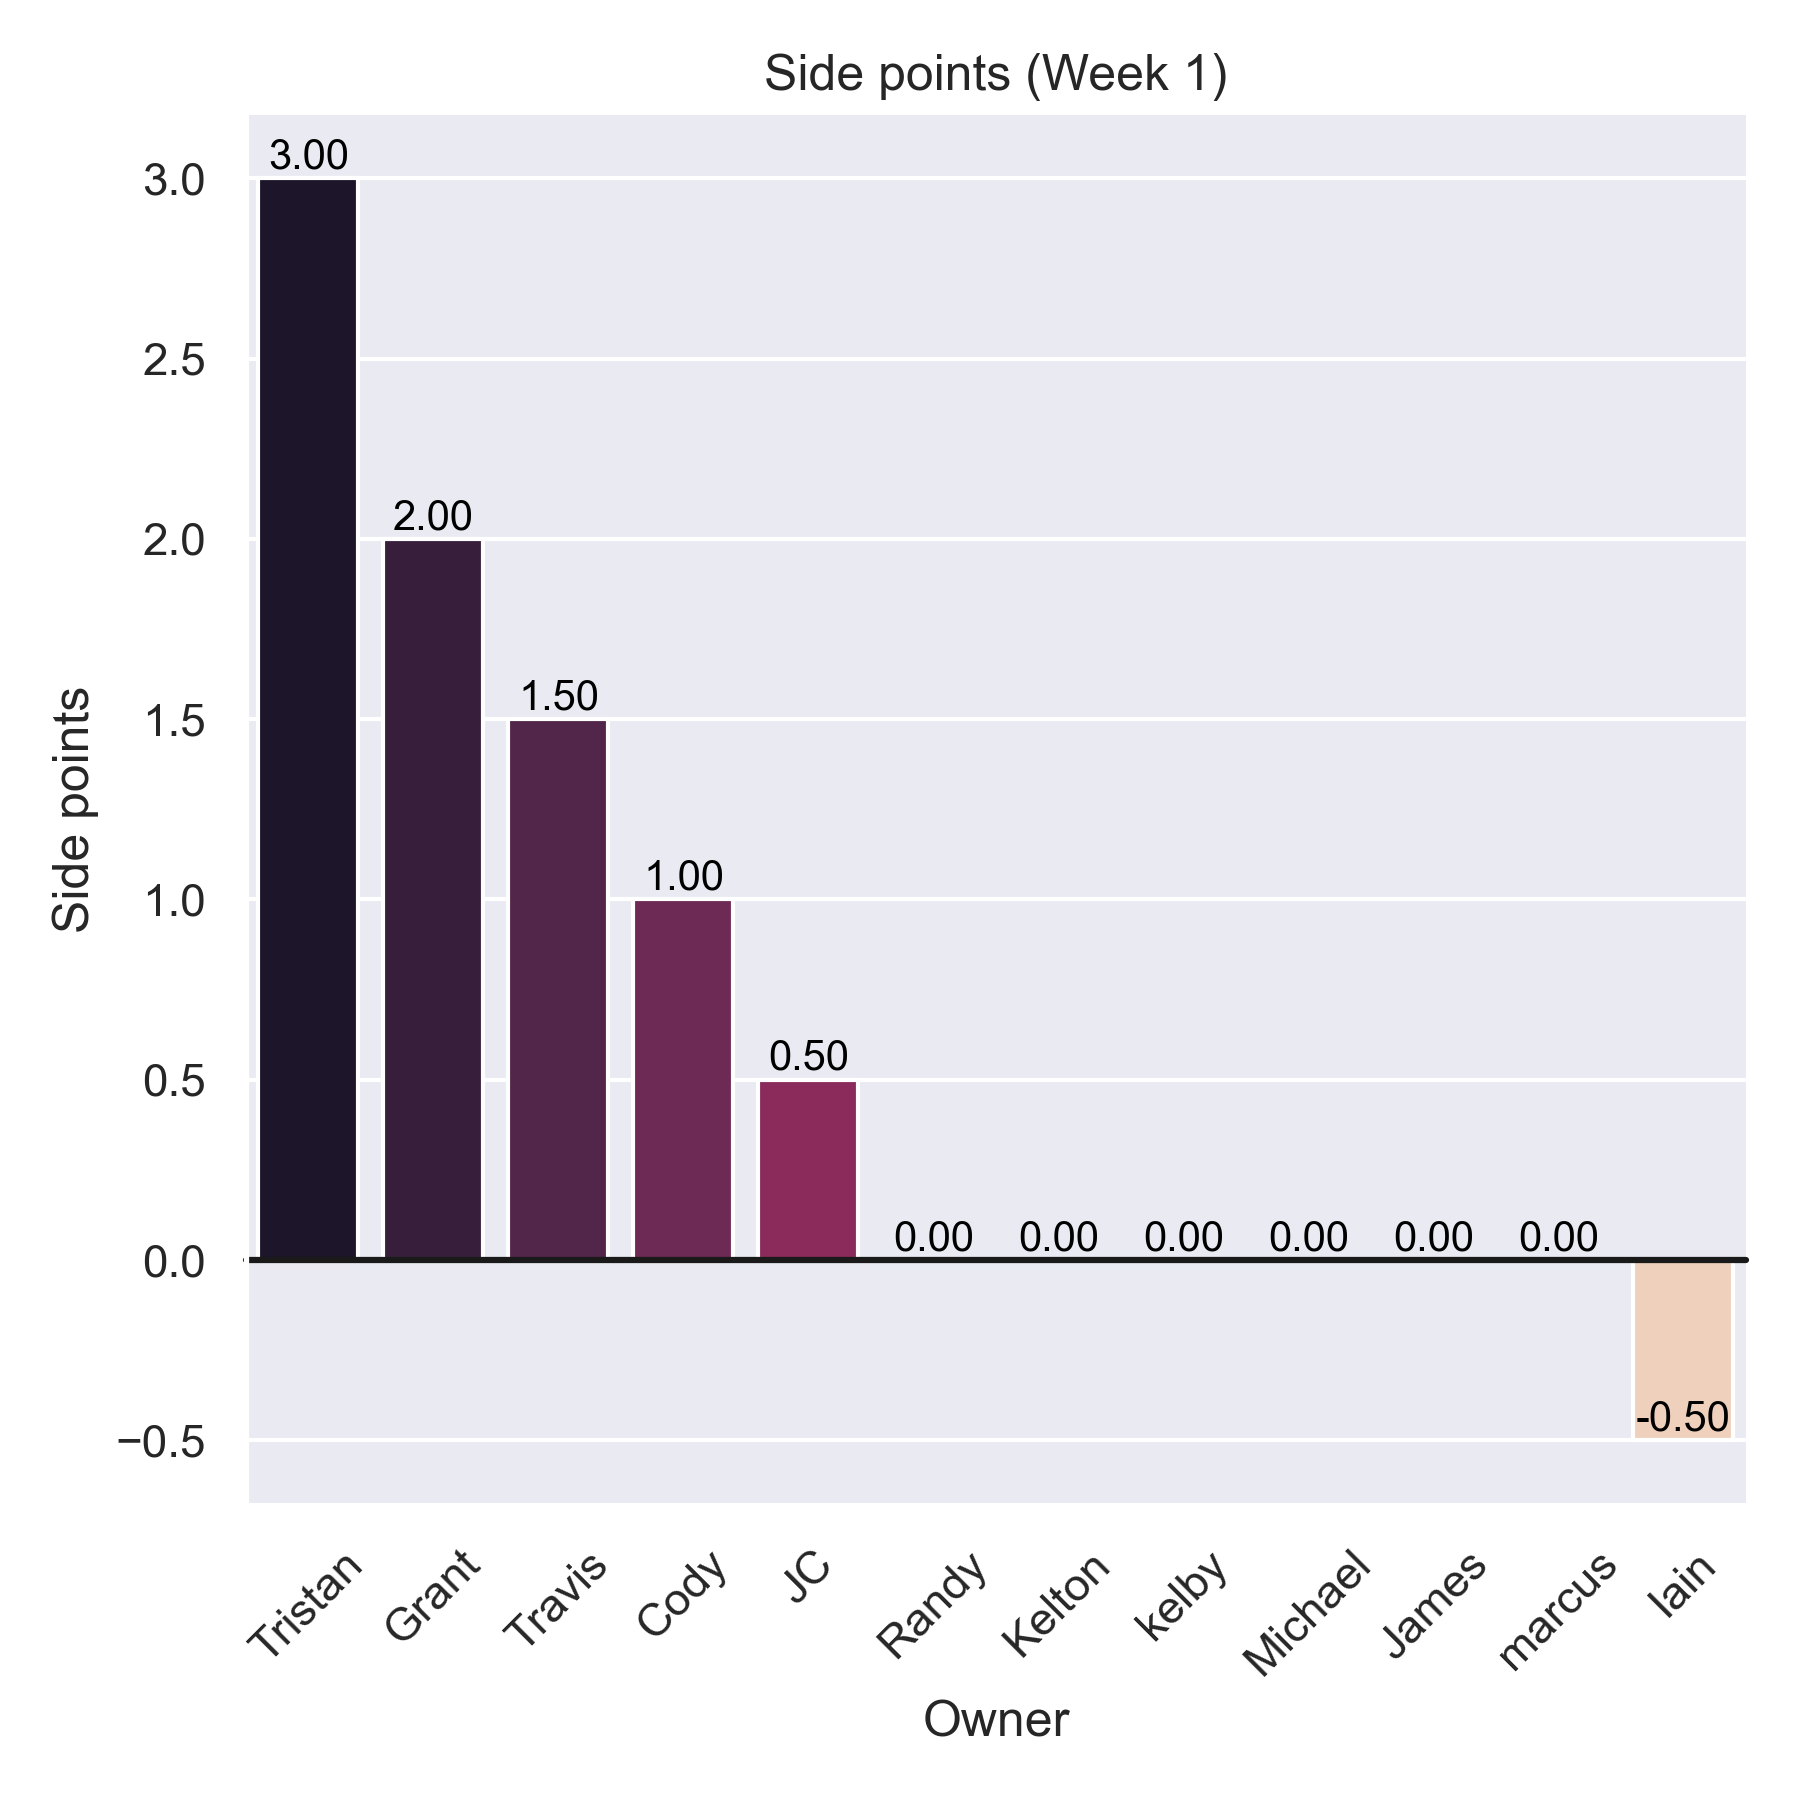 Side points (Week 1)
3.00
3.0
2.5
2.00
2.0
1.50
1.5
1.00
1.0
0.50
0.5
0.00 0.00 0.00 0.00 0.00 0.00
0.0
-0.50
−0.5
Side points
Tristan Grant Travis Cody JC Randy Kelton kelby Michael James marcus Iain
Owner